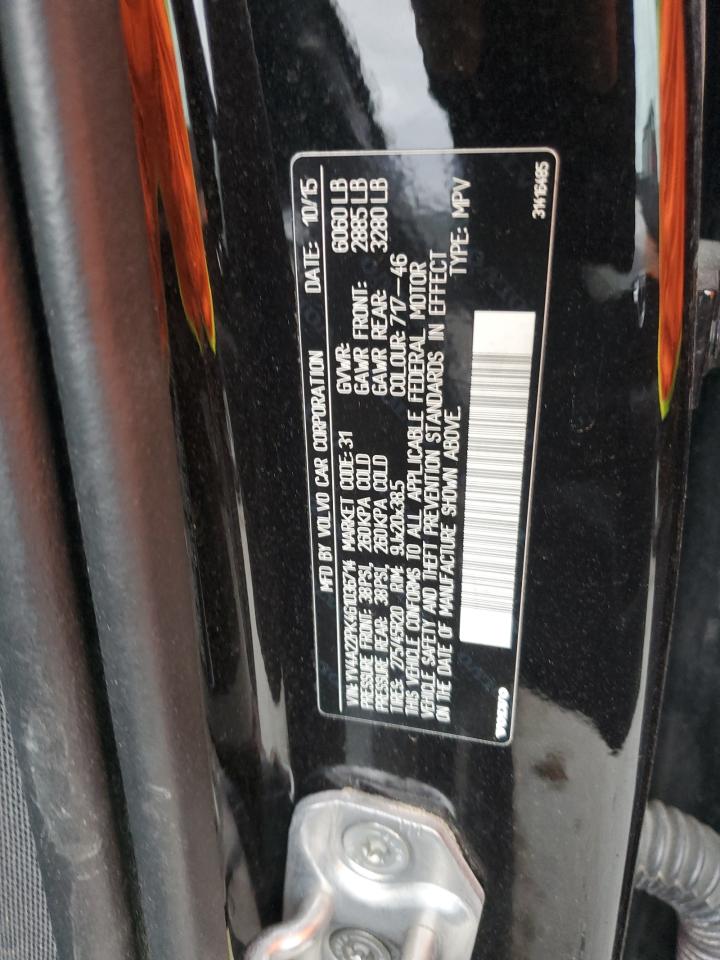 MFD BY VOLVO CAR CORPORATION DATE: 10/15
VIN: YV4A22PK4G1036714 MARKET CODE: 31 GVWR: 6060 LB
PRESSURE FRONT: 38PSI, 260KPA COLD GAWR FRONT: 2885 LB
PRESSURE REAR: 38PSI, 260KPA COLD GAWR REAR: 3280 LB
TIRES: 275/45R20 RIM: 9Jx20x38.5 COLOUR: 717-46
THIS VEHICLE CONFORMS TO ALL APPLICABLE FEDERAL MOTOR
VEHICLE SAFETY AND THEFT PREVENTION STANDARDS IN EFFECT
ON THE DATE OF MANUFACTURE SHOWN ABOVE. TYPE: MPV
31416485